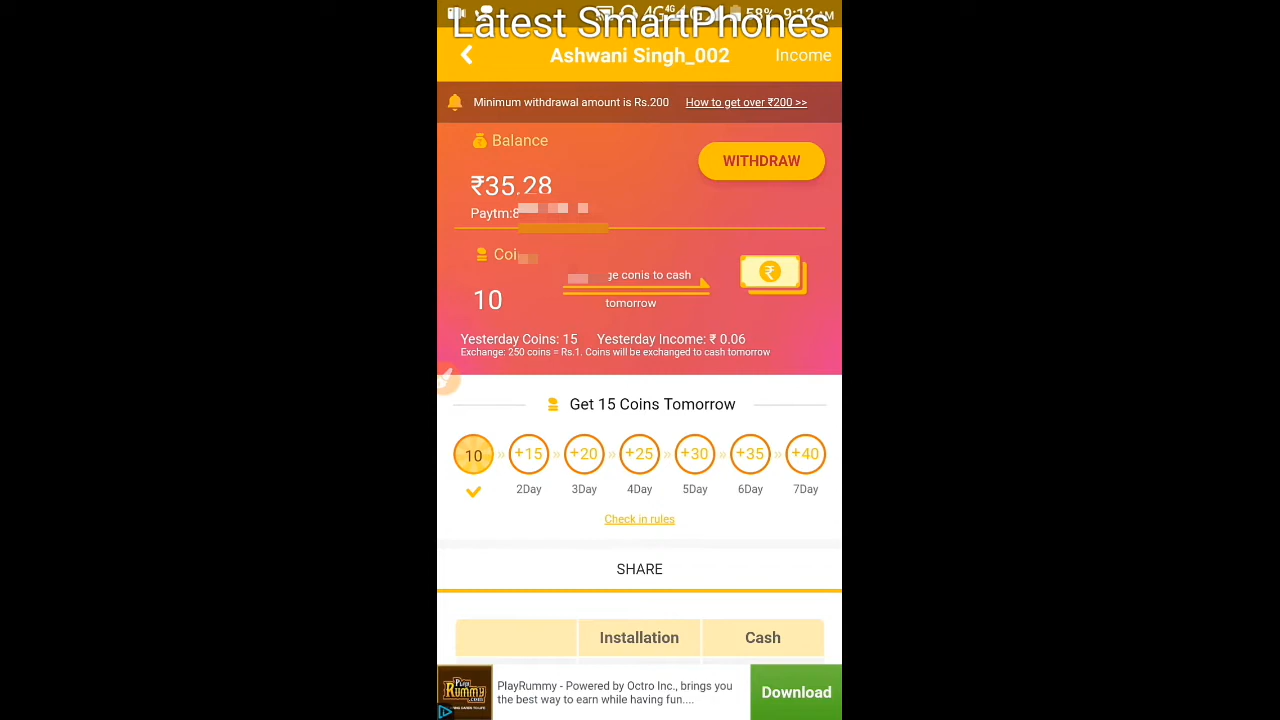 Latest SmartPhones
58% 9:12 AM
Ashwani Singh_002
Income
Minimum withdrawal amount is Rs.200 How to get over ₹200 >>
Balance
WITHDRAW
₹35.28
Paytm:8
Coi
ge conis to cash
10
tomorrow
Yesterday Coins: 15 Yesterday Income: ₹ 0.06
Exchange: 250 coins = Rs.1. Coins will be exchanged to cash tomorrow
Get 15 Coins Tomorrow
10 » +15 » +20 » +25 » +30 » +35 » +40
2Day 3Day 4Day 5Day 6Day 7Day
Check in rules
SHARE
Installation Cash
PlayRummy - Powered by Octro Inc., brings you
the best way to earn while having fun....
Download